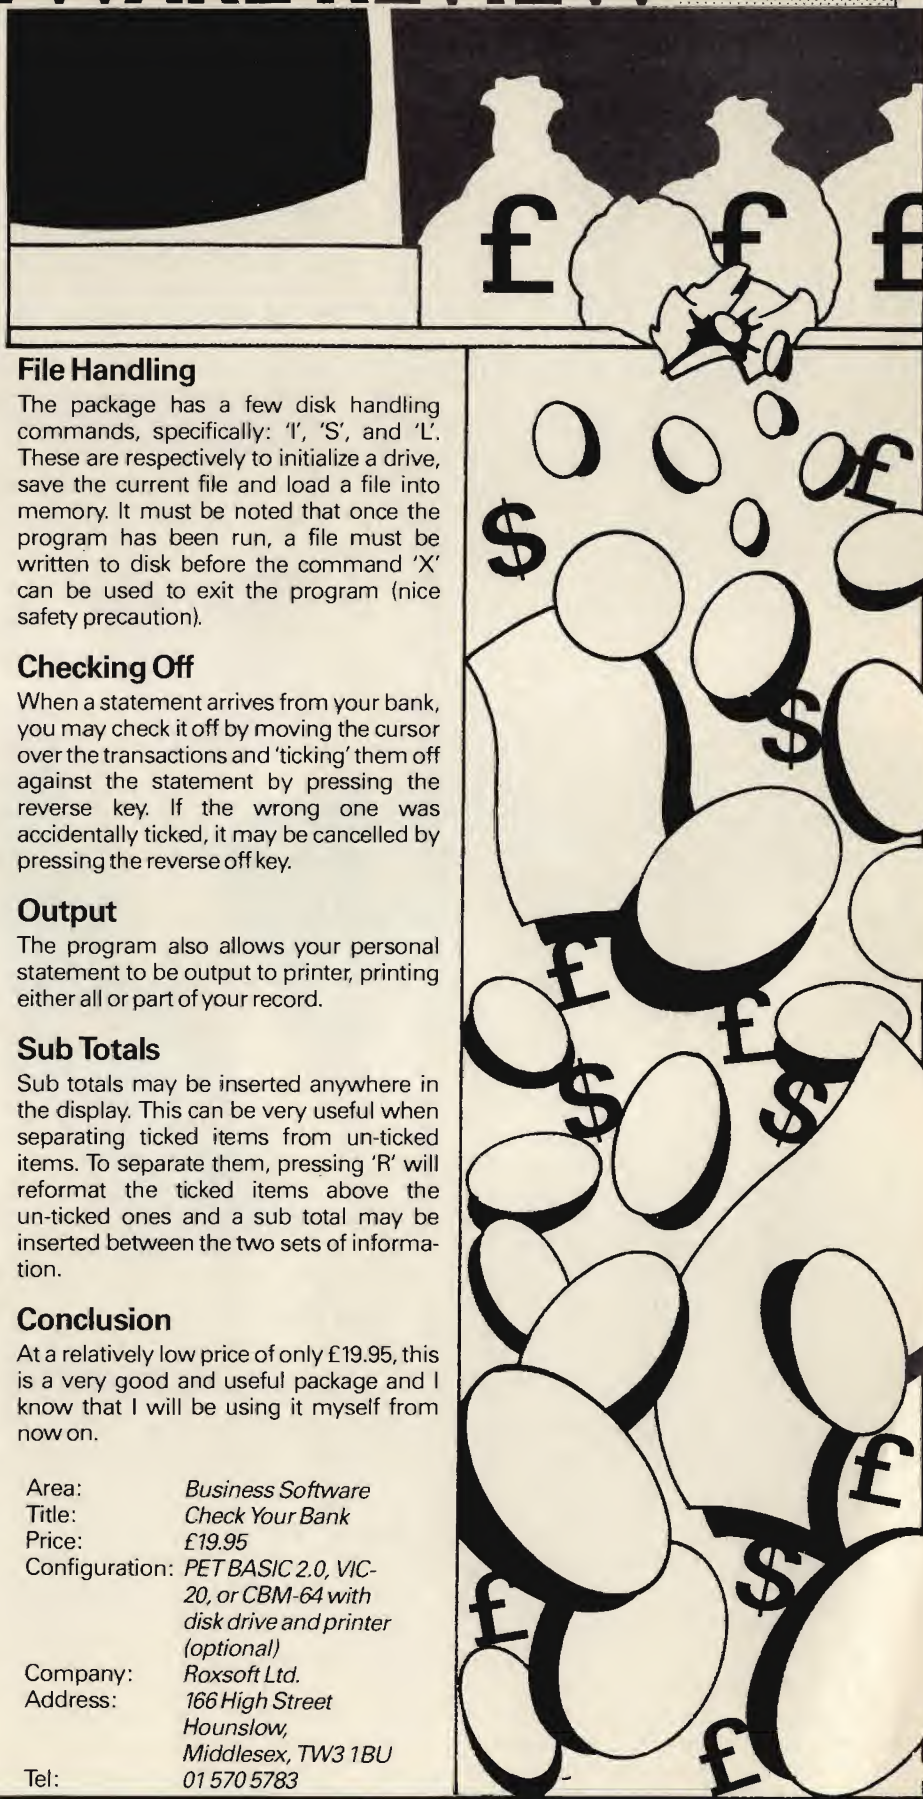 File Handling
The package has a few disk handling
commands, specifically: 'I', 'S', and 'L'.
These are respectively to initialize a drive,
save the current file and load a file into
memory. It must be noted that once the
program has been run, a file must be
written to disk before the command 'X'
can be used to exit the program (nice
safety precaution).
Checking Off
When a statement arrives from your bank,
you may check it off by moving the cursor
over the transactions and 'ticking' them off
against the statement by pressing the
reverse key. If the wrong one was
accidentally ticked, it may be cancelled by
pressing the reverse off key.
Output
The program also allows your personal
statement to be output to printer, printing
either all or part of your record.
Sub Totals
Sub totals may be inserted anywhere in
the display. This can be very useful when
separating ticked items from un-ticked
items. To separate them, pressing 'R' will
reformat the ticked items above the
un-ticked ones and a sub total may be
inserted between the two sets of informa-
tion.
Conclusion
At a relatively low price of only £19.95, this
is a very good and useful package and I
know that I will be using it myself from
now on.
Area: Business Software
Title: Check Your Bank
Price: £19.95
Configuration: PET BASIC 2.0, VIC-
20, or CBM-64 with
disk drive and printer
(optional)
Company: Roxsoft Ltd.
Address: 166 High Street
Hounslow,
Middlesex, TW3 1BU
Tel: 01 570 5783
£ £ £
£
$
$
£
£
$ $
£
$
£
£